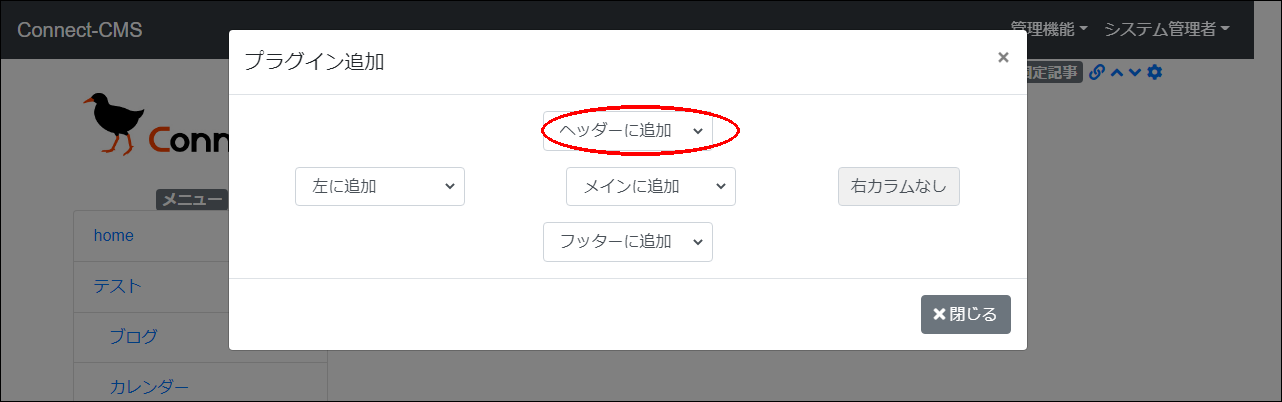 Connect-CMS
管理機能
システム管理者
プラグイン追加
×
固定記事
Conn
ヘッダーに追加
左に追加
メインに追加
右カラムなし
メニュー
home
フッターに追加
テスト
閉じる
ブログ
カレンダー